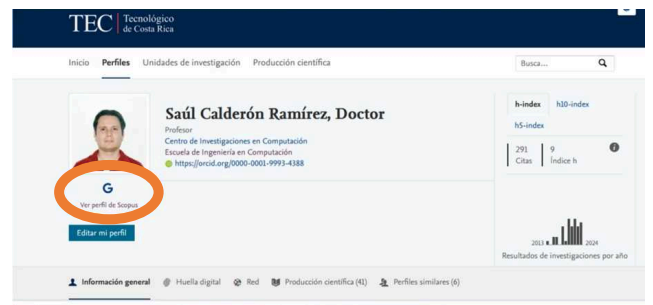 TEC Tecnológico
de Costa Rica
Inicio Perfiles Unidades de investigación Producción científica
Busca...
Saúl Calderón Ramírez, Doctor
Profesor
Centro de Investigaciones en Computación
Escuela de Ingeniería en Computación
https://orcid.org/0000-0001-9993-4388
G
Ver perfil de Scopus
Editar mi perfil
h-index h10-index
h5-index
291 9
Citas Índice h
2013 2024
Resultados de investigaciones por año
Información general Huella digital Red Producción científica (41) Perfiles similares (6)